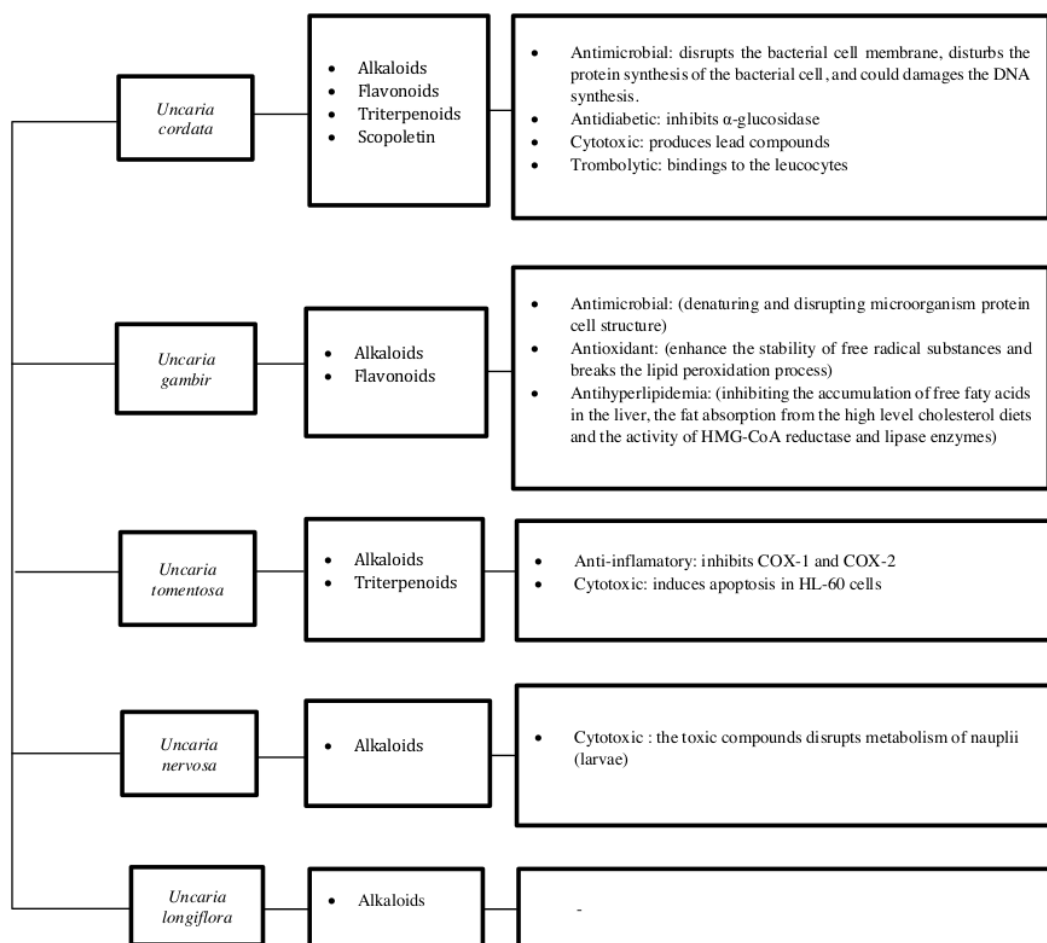 Uncaria
cordata
• Alkaloids
• Flavonoids
• Triterpenoids
• Scopoletin
• Antimicrobial: disrupts the bacterial cell membrane, disturbs the
protein synthesis of the bacterial cell, and could damages the DNA
synthesis.
• Antidiabetic: inhibits α-glucosidase
• Cytotoxic: produces lead compounds
• Trombolytic: bindings to the leucocytes
Uncaria
gambir
• Alkaloids
• Flavonoids
• Antimicrobial: (denaturing and disrupting microorganism protein
cell structure)
• Antioxidant: (enhance the stability of free radical substances and
breaks the lipid peroxidation process)
• Antihyperlipidemia: (inhibiting the accumulation of free fatty acids
in the liver, the fat absorption from the high level cholesterol diets
and the activity of HMG-CoA reductase and lipase enzymes)
Uncaria
tomentosa
• Alkaloids
• Triterpenoids
• Anti-inflamatory: inhibits COX-1 and COX-2
• Cytotoxic: induces apoptosis in HL-60 cells
Uncaria
nervosa
• Alkaloids
• Cytotoxic : the toxic compounds disrupts metabolism of nauplii
(larvae)
Uncaria
longiflora
• Alkaloids
-